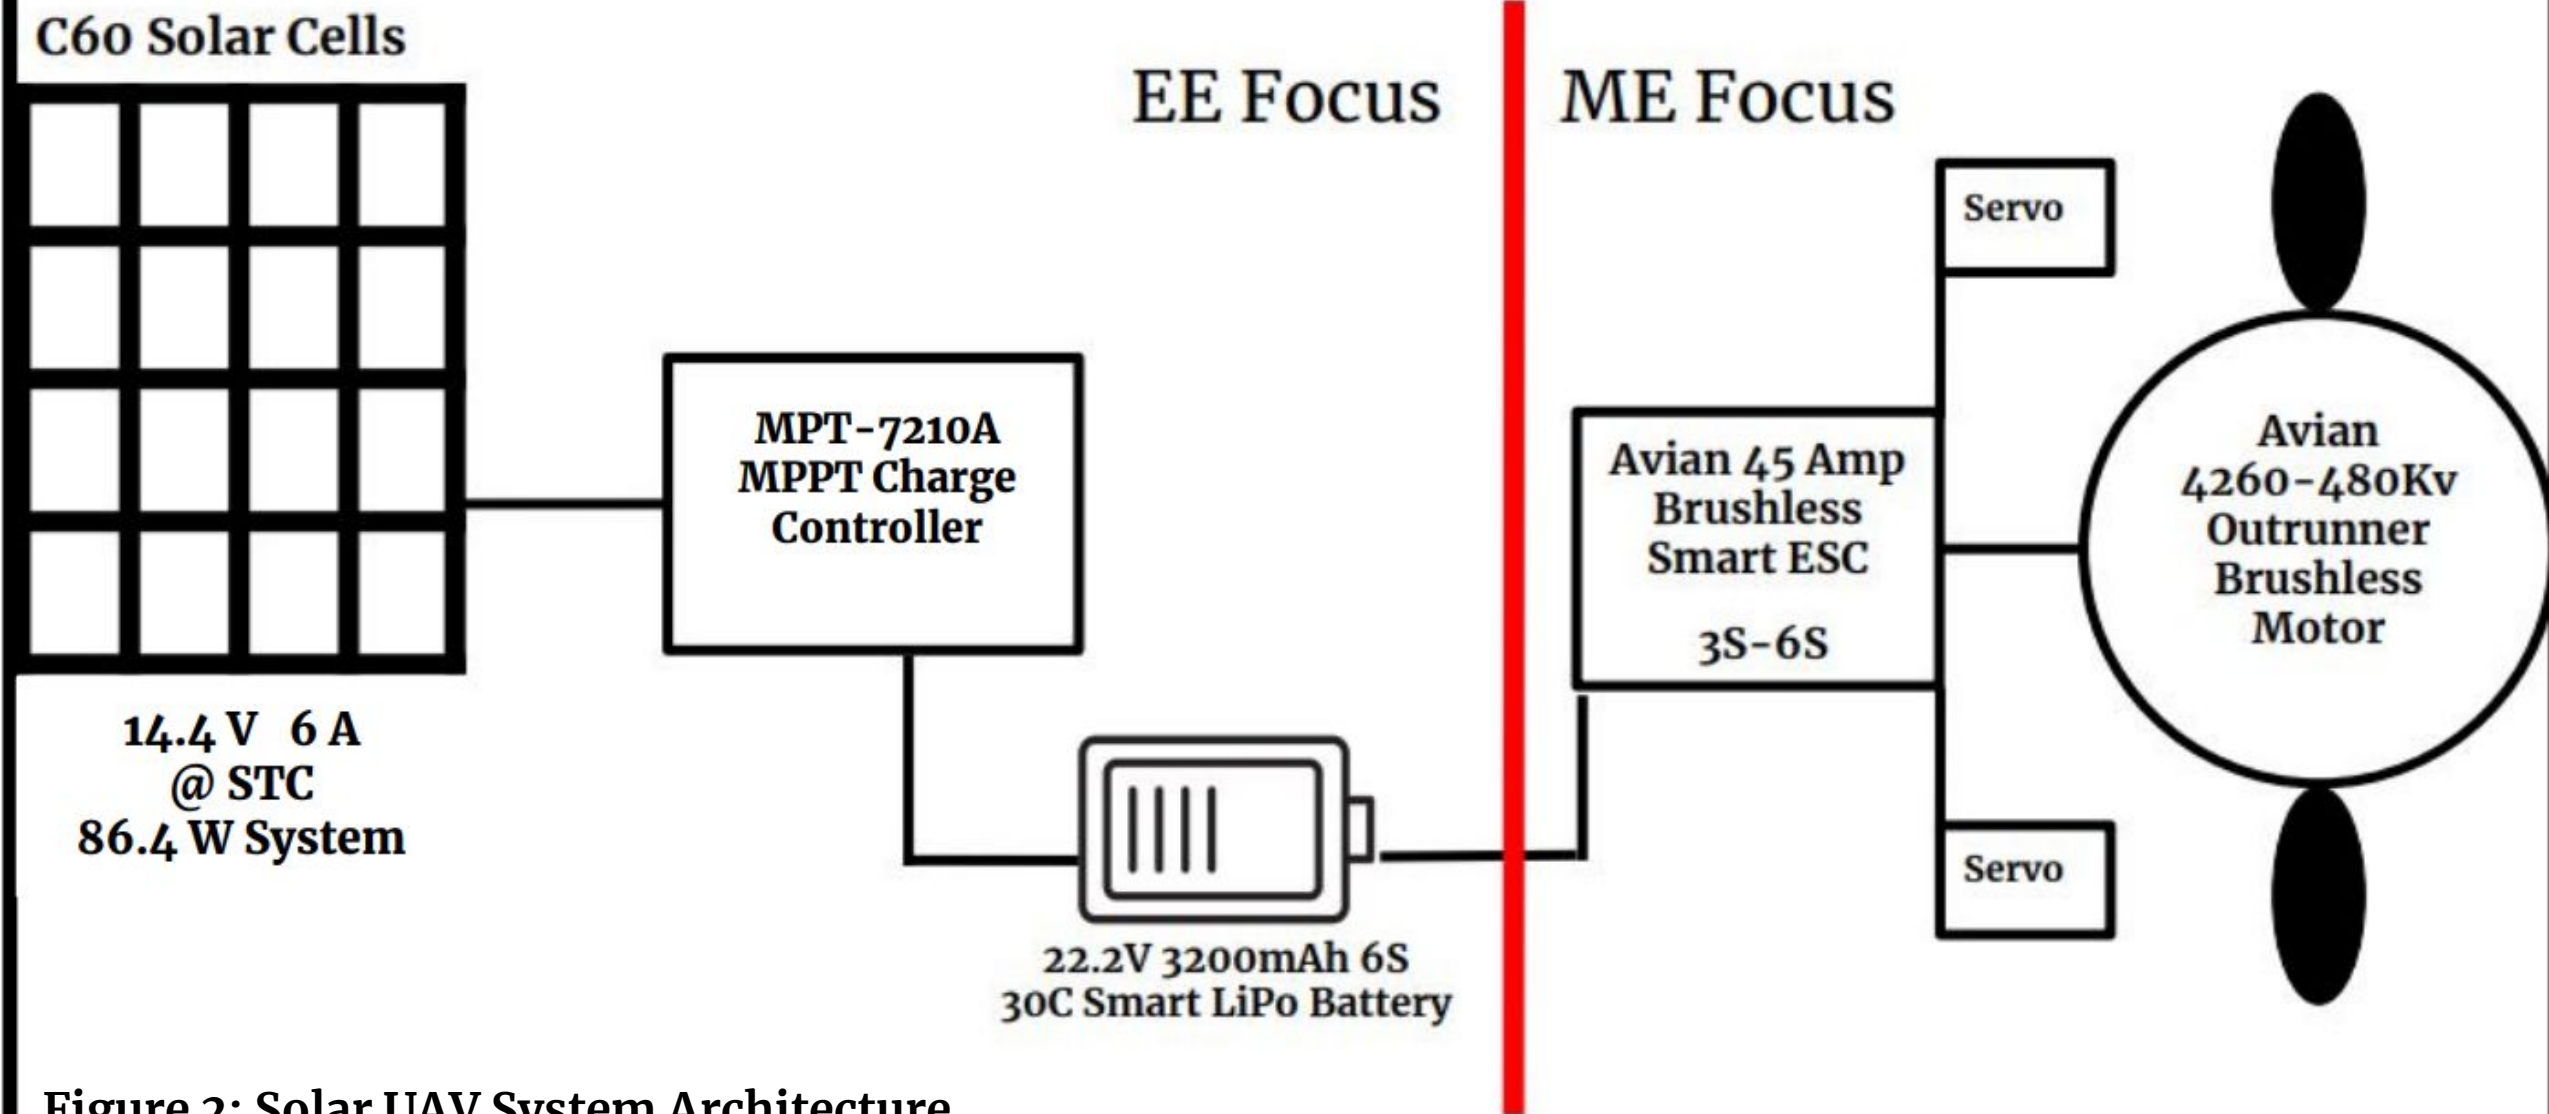 C60 Solar Cells
14.4 V 6 A
@ STC
86.4 W System
EE Focus
MPT-7210A
MPPT Charge
Controller
22.2V 3200mAh 6S
30C Smart LiPo Battery
ME Focus
Servo
Avian 45 Amp
Brushless
Smart ESC
3S-6S
Servo
Avian
4260-480Kv
Outrunner
Brushless
Motor
Figure 2: Solar UAV System Architecture